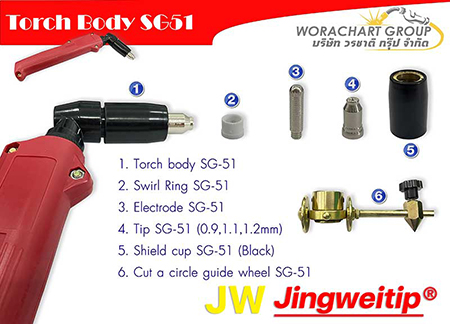 Torch Body SG51
WORACHART GROUP
บริษัท วรชาติ กรุ๊ป จำกัด
1
2
3
4
5
6
1. Torch body SG-51
2. Swirl Ring SG-51
3. Electrode SG-51
4. Tip SG-51 (0.9,1.1,1.2mm)
5. Shield cup SG-51 (Black)
6. Cut a circle guide wheel SG-51
JW Jingweitip®